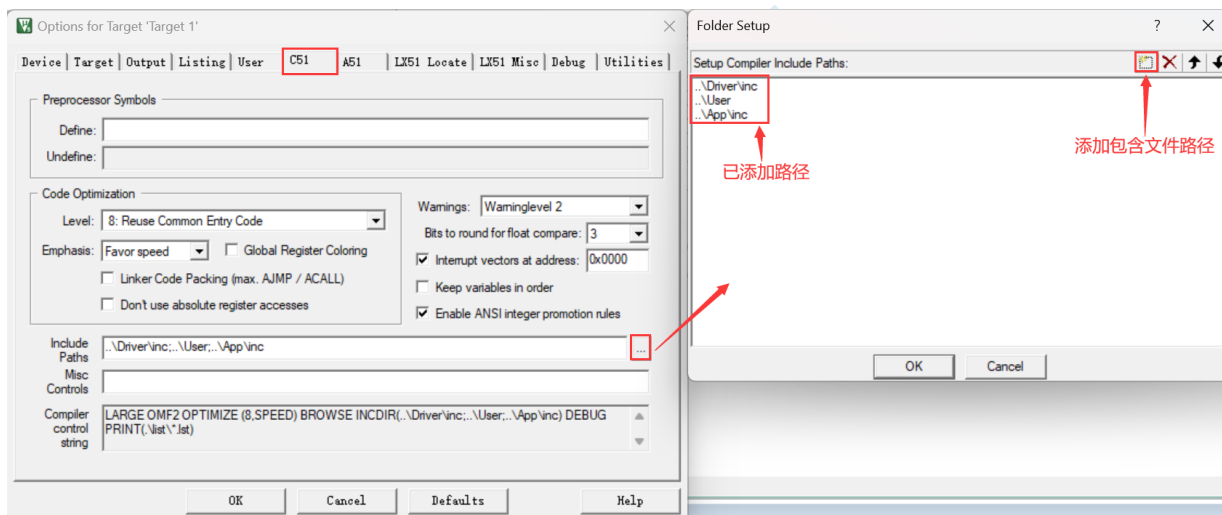 Options for Target 'Target 1'
Device Target Output Listing User C51 A51 LX51 Locate LX51 Misc Debug Utilities
Preprocessor Symbols
Define:
Undefine:
Code Optimization
Level: 8: Reuse Common Entry Code
Emphasis: Favor speed Global Register Coloring
Linker Code Packing (max. AJMP / ACALL)
Don't use absolute register accesses
Warnings: Warninglevel 2
Bits to round for float compare: 3
Interrupt vectors at address: 0x0000
Keep variables in order
Enable ANSI integer promotion rules
Include Paths ..\Driver\inc;..\User;..\App\inc ...
Misc Controls
Compiler control string
LARGE OMF2 OPTIMIZE (8,SPEED) BROWSE INCDIR(..\Driver\inc;..\User;..\App\inc) DEBUG
PRINT(.\list\*.lst)
OK Cancel Defaults Help
Folder Setup ?
Setup Compiler Include Paths:
..\Driver\inc
..\User
..\App\inc
已添加路径
添加包含文件路径
OK Cancel